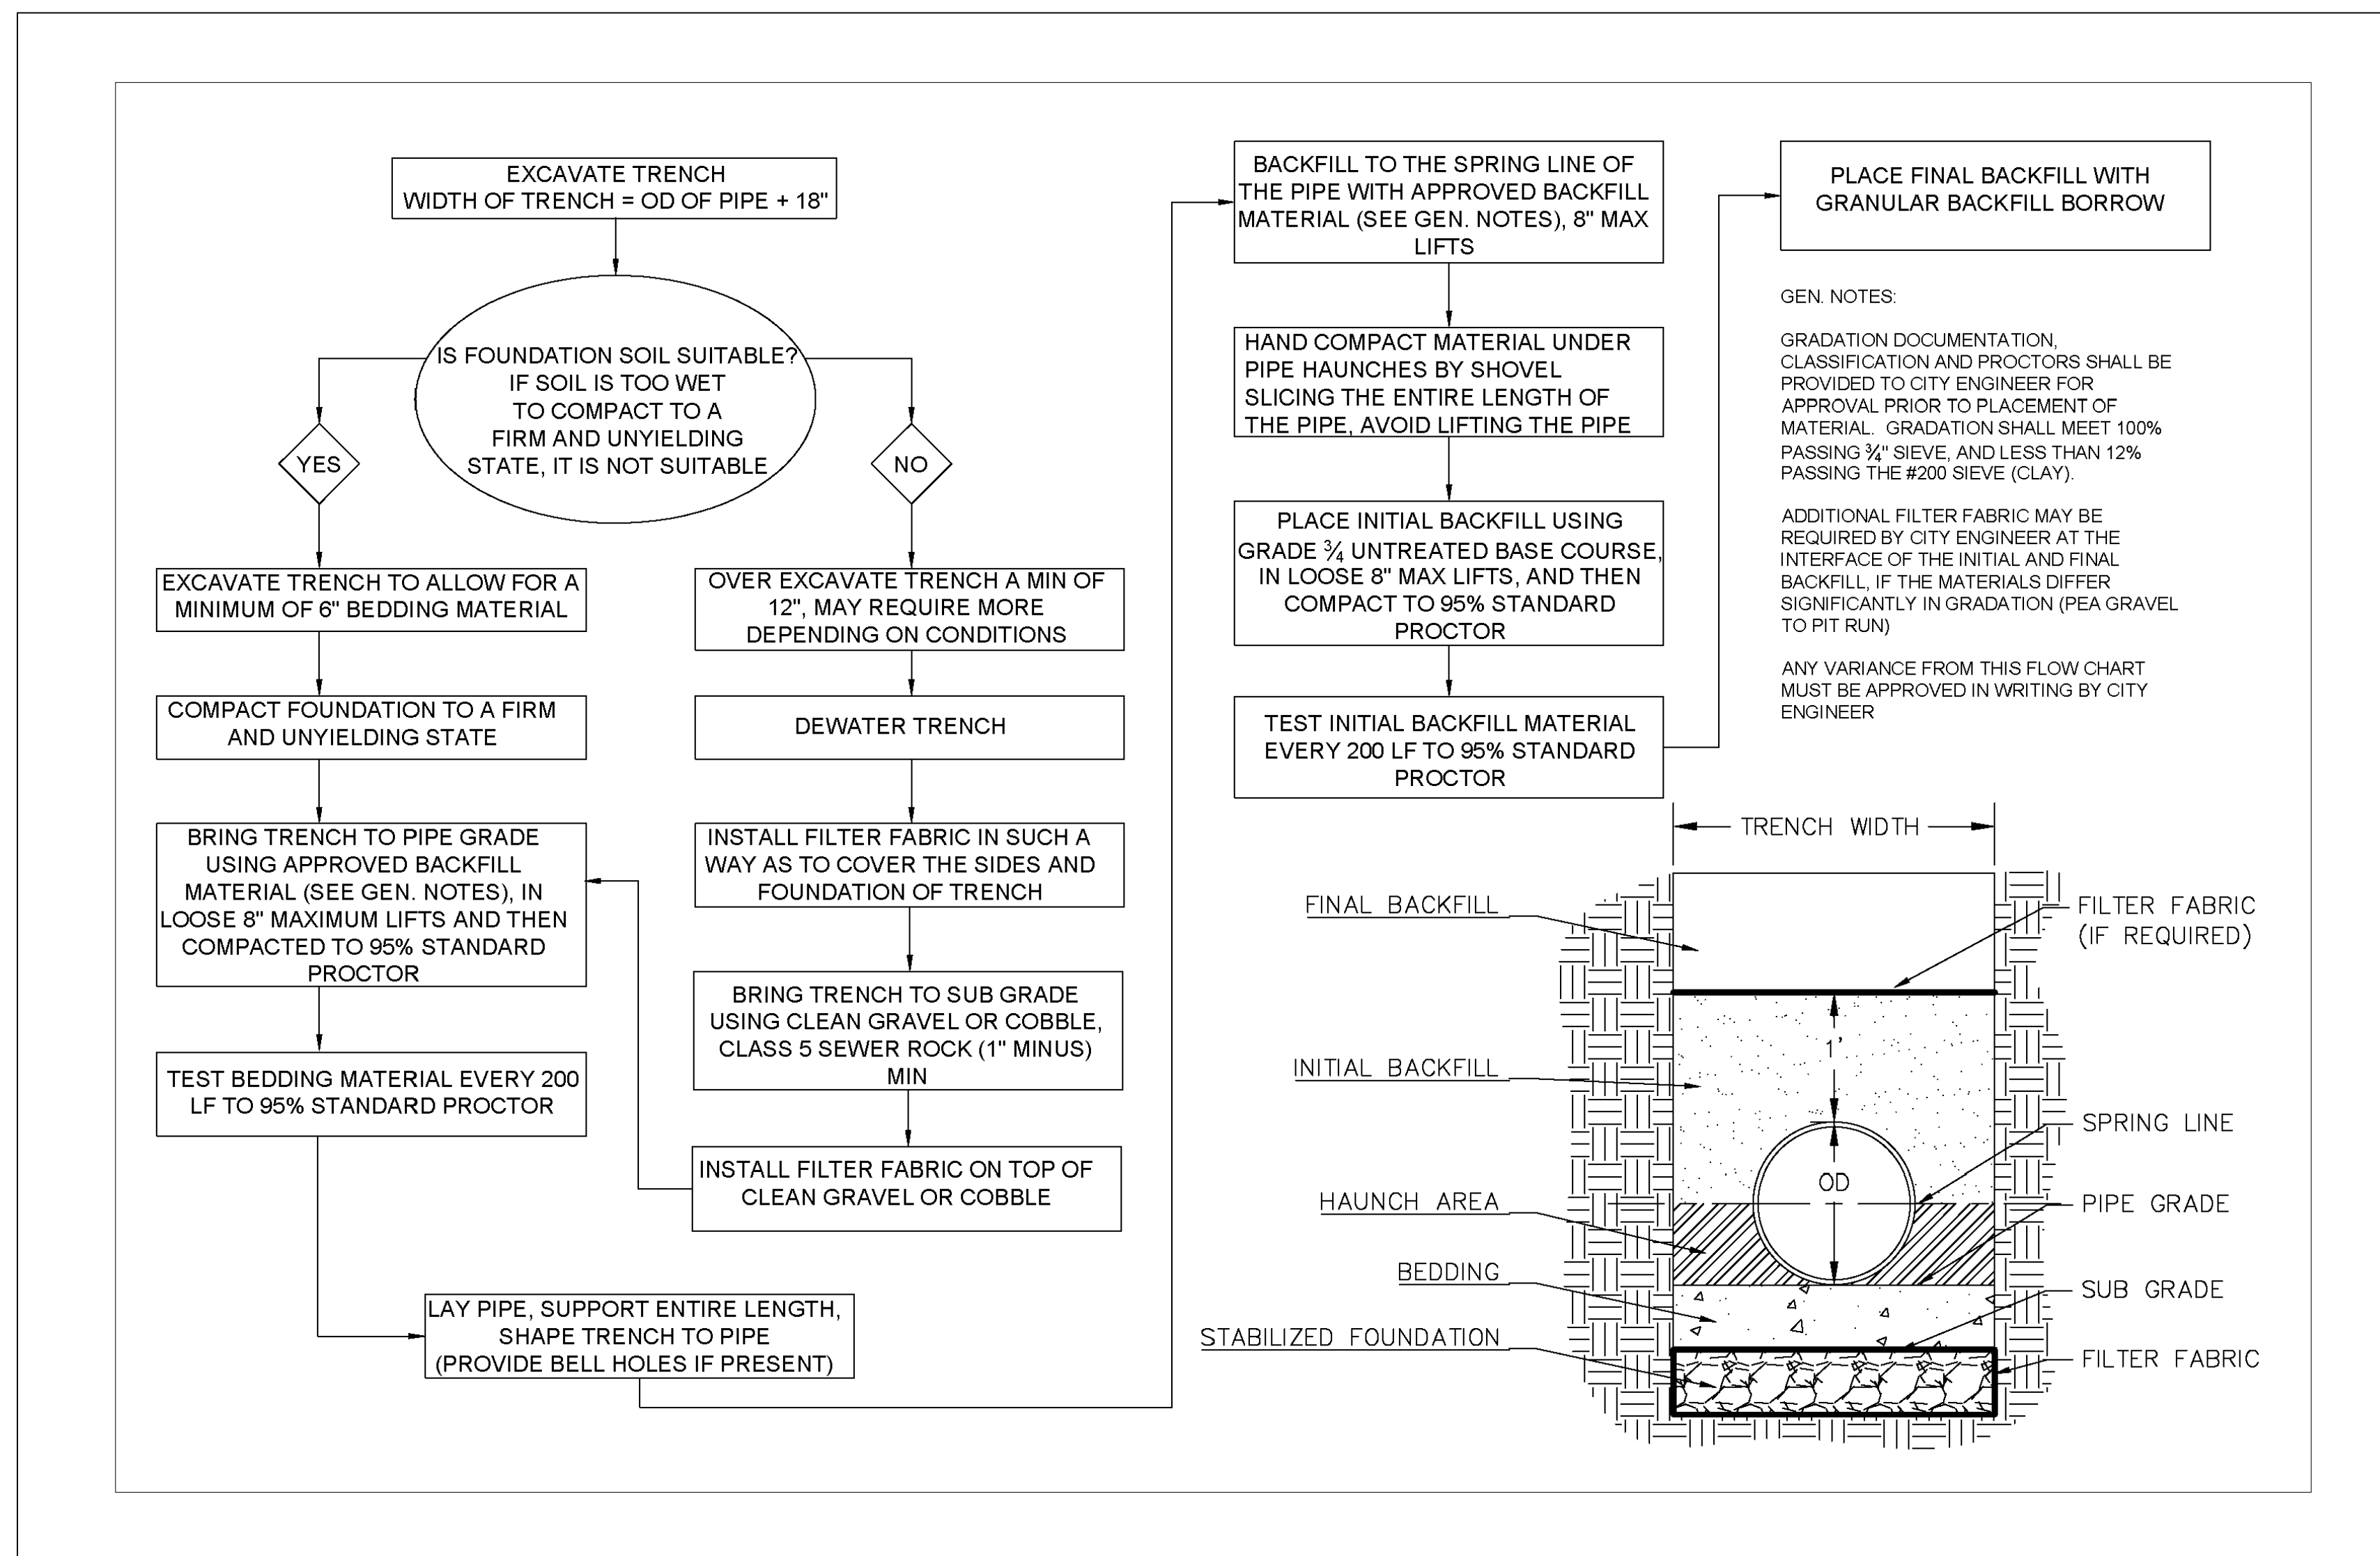 EXCAVATE TRENCH
WIDTH OF TRENCH = OD OF PIPE + 18"
IS FOUNDATION SOIL SUITABLE?
IF SOIL IS TOO WET
TO COMPACT TO A
FIRM AND UNYIELDING
STATE, IT IS NOT SUITABLE
YES
NO
EXCAVATE TRENCH TO ALLOW FOR A
MINIMUM OF 6" BEDDING MATERIAL
COMPACT FOUNDATION TO A FIRM
AND UNYIELDING STATE
BRING TRENCH TO PIPE GRADE
USING APPROVED BACKFILL
MATERIAL (SEE GEN. NOTES), IN
LOOSE 8" MAXIMUM LIFTS AND THEN
COMPACTED TO 95% STANDARD
PROCTOR
TEST BEDDING MATERIAL EVERY 200
LF TO 95% STANDARD PROCTOR
OVER EXCAVATE TRENCH A MIN OF
12", MAY REQUIRE MORE
DEPENDING ON CONDITIONS
DEWATER TRENCH
INSTALL FILTER FABRIC IN SUCH A
WAY AS TO COVER THE SIDES AND
FOUNDATION OF TRENCH
BRING TRENCH TO SUB GRADE
USING CLEAN GRAVEL OR COBBLE,
CLASS 5 SEWER ROCK (1" MINUS)
MIN
INSTALL FILTER FABRIC ON TOP OF
CLEAN GRAVEL OR COBBLE
LAY PIPE, SUPPORT ENTIRE LENGTH,
SHAPE TRENCH TO PIPE
(PROVIDE BELL HOLES IF PRESENT)
BACKFILL TO THE SPRING LINE OF
THE PIPE WITH APPROVED BACKFILL
MATERIAL (SEE GEN. NOTES), 8" MAX
LIFTS
HAND COMPACT MATERIAL UNDER
PIPE HAUNCHES BY SHOVEL
SLICING THE ENTIRE LENGTH OF
THE PIPE, AVOID LIFTING THE PIPE
PLACE INITIAL BACKFILL USING
GRADE ¾ UNTREATED BASE COURSE,
IN LOOSE 8" MAX LIFTS, AND THEN
COMPACT TO 95% STANDARD
PROCTOR
TEST INITIAL BACKFILL MATERIAL
EVERY 200 LF TO 95% STANDARD
PROCTOR
PLACE FINAL BACKFILL WITH
GRANULAR BACKFILL BORROW
GEN. NOTES:
GRADATION DOCUMENTATION,
CLASSIFICATION AND PROCTORS SHALL BE
PROVIDED TO CITY ENGINEER FOR
APPROVAL PRIOR TO PLACEMENT OF
MATERIAL. GRADATION SHALL MEET 100%
PASSING ¾" SIEVE, AND LESS THAN 12%
PASSING THE #200 SIEVE (CLAY).
ADDITIONAL FILTER FABRIC MAY BE
REQUIRED BY CITY ENGINEER AT THE
INTERFACE OF THE INITIAL AND FINAL
BACKFILL, IF THE MATERIALS DIFFER
SIGNIFICANTLY IN GRADATION (PEA GRAVEL
TO PIT RUN)
ANY VARIANCE FROM THIS FLOW CHART
MUST BE APPROVED IN WRITING BY CITY
ENGINEER
TRENCH WIDTH
FINAL BACKFILL
INITIAL BACKFILL
HAUNCH AREA
BEDDING
STABILIZED FOUNDATION
1'
OD
FILTER FABRIC
(IF REQUIRED)
SPRING LINE
PIPE GRADE
SUB GRADE
FILTER FABRIC